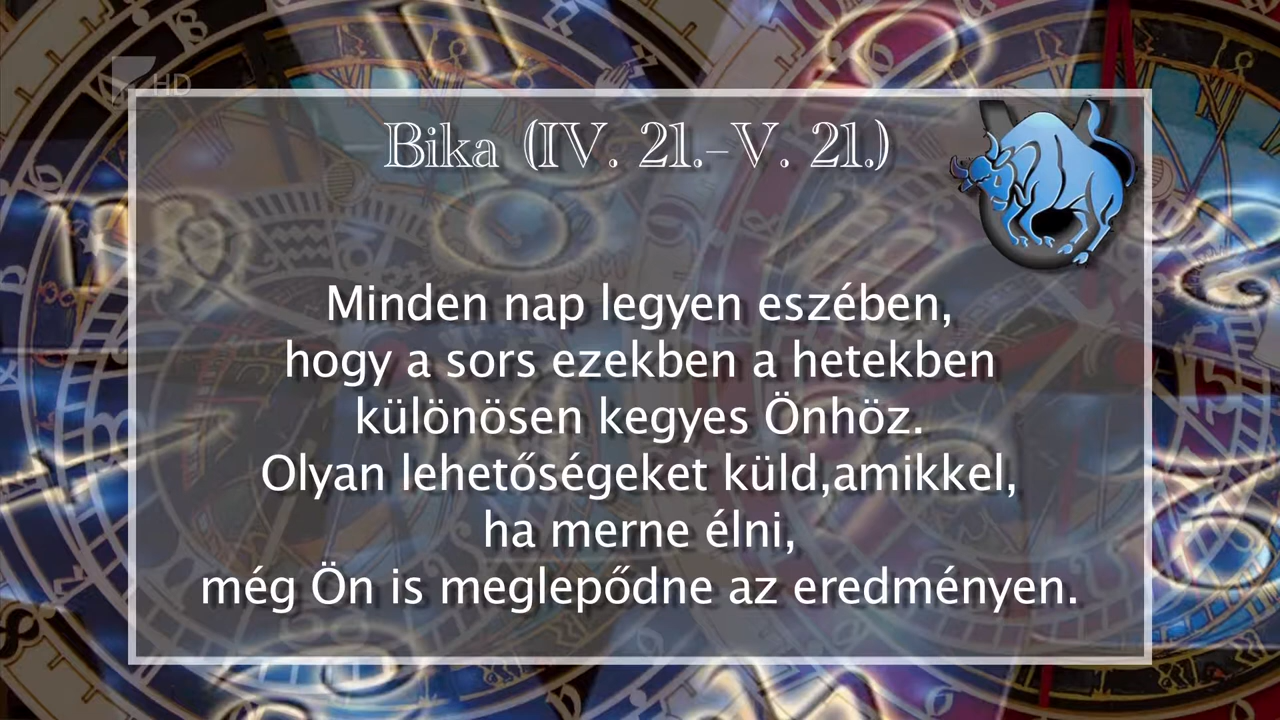 HD
Bika (IV. 21.-V. 21.)
Minden nap legyen eszében,
hogy a sors ezekben a hetekben
különösen kegyes Önhöz.
Olyan lehetőségeket küld,amikkel,
ha merne élni,
még Ön is meglepődne az eredményen.